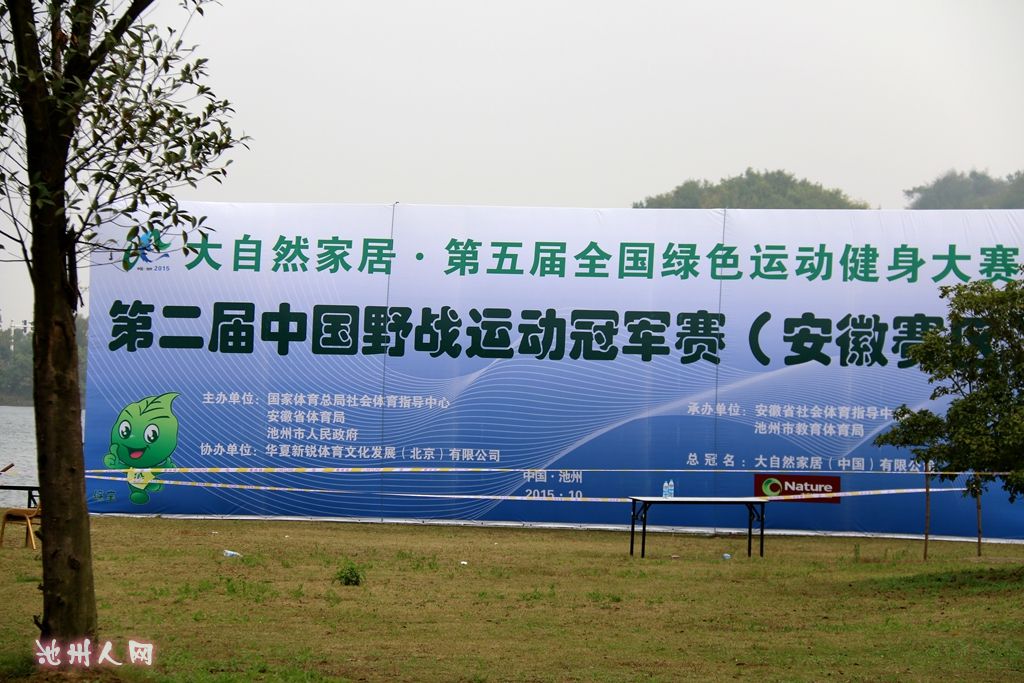 大自然家居·第五届全国绿色运动健身大赛
第二届中国野战运动冠军赛（安徽赛区
主办单位：国家体育总局社会体育指导中心
安徽省体育局
池州市人民政府
协办单位：华夏新锐体育文化发展（北京）有限公司
承办单位：安徽省社会体育指导中
池州市教育体育局
总冠名：大自然家居（中国）有限公
中国·池州
2015·10
Nature
池州人网